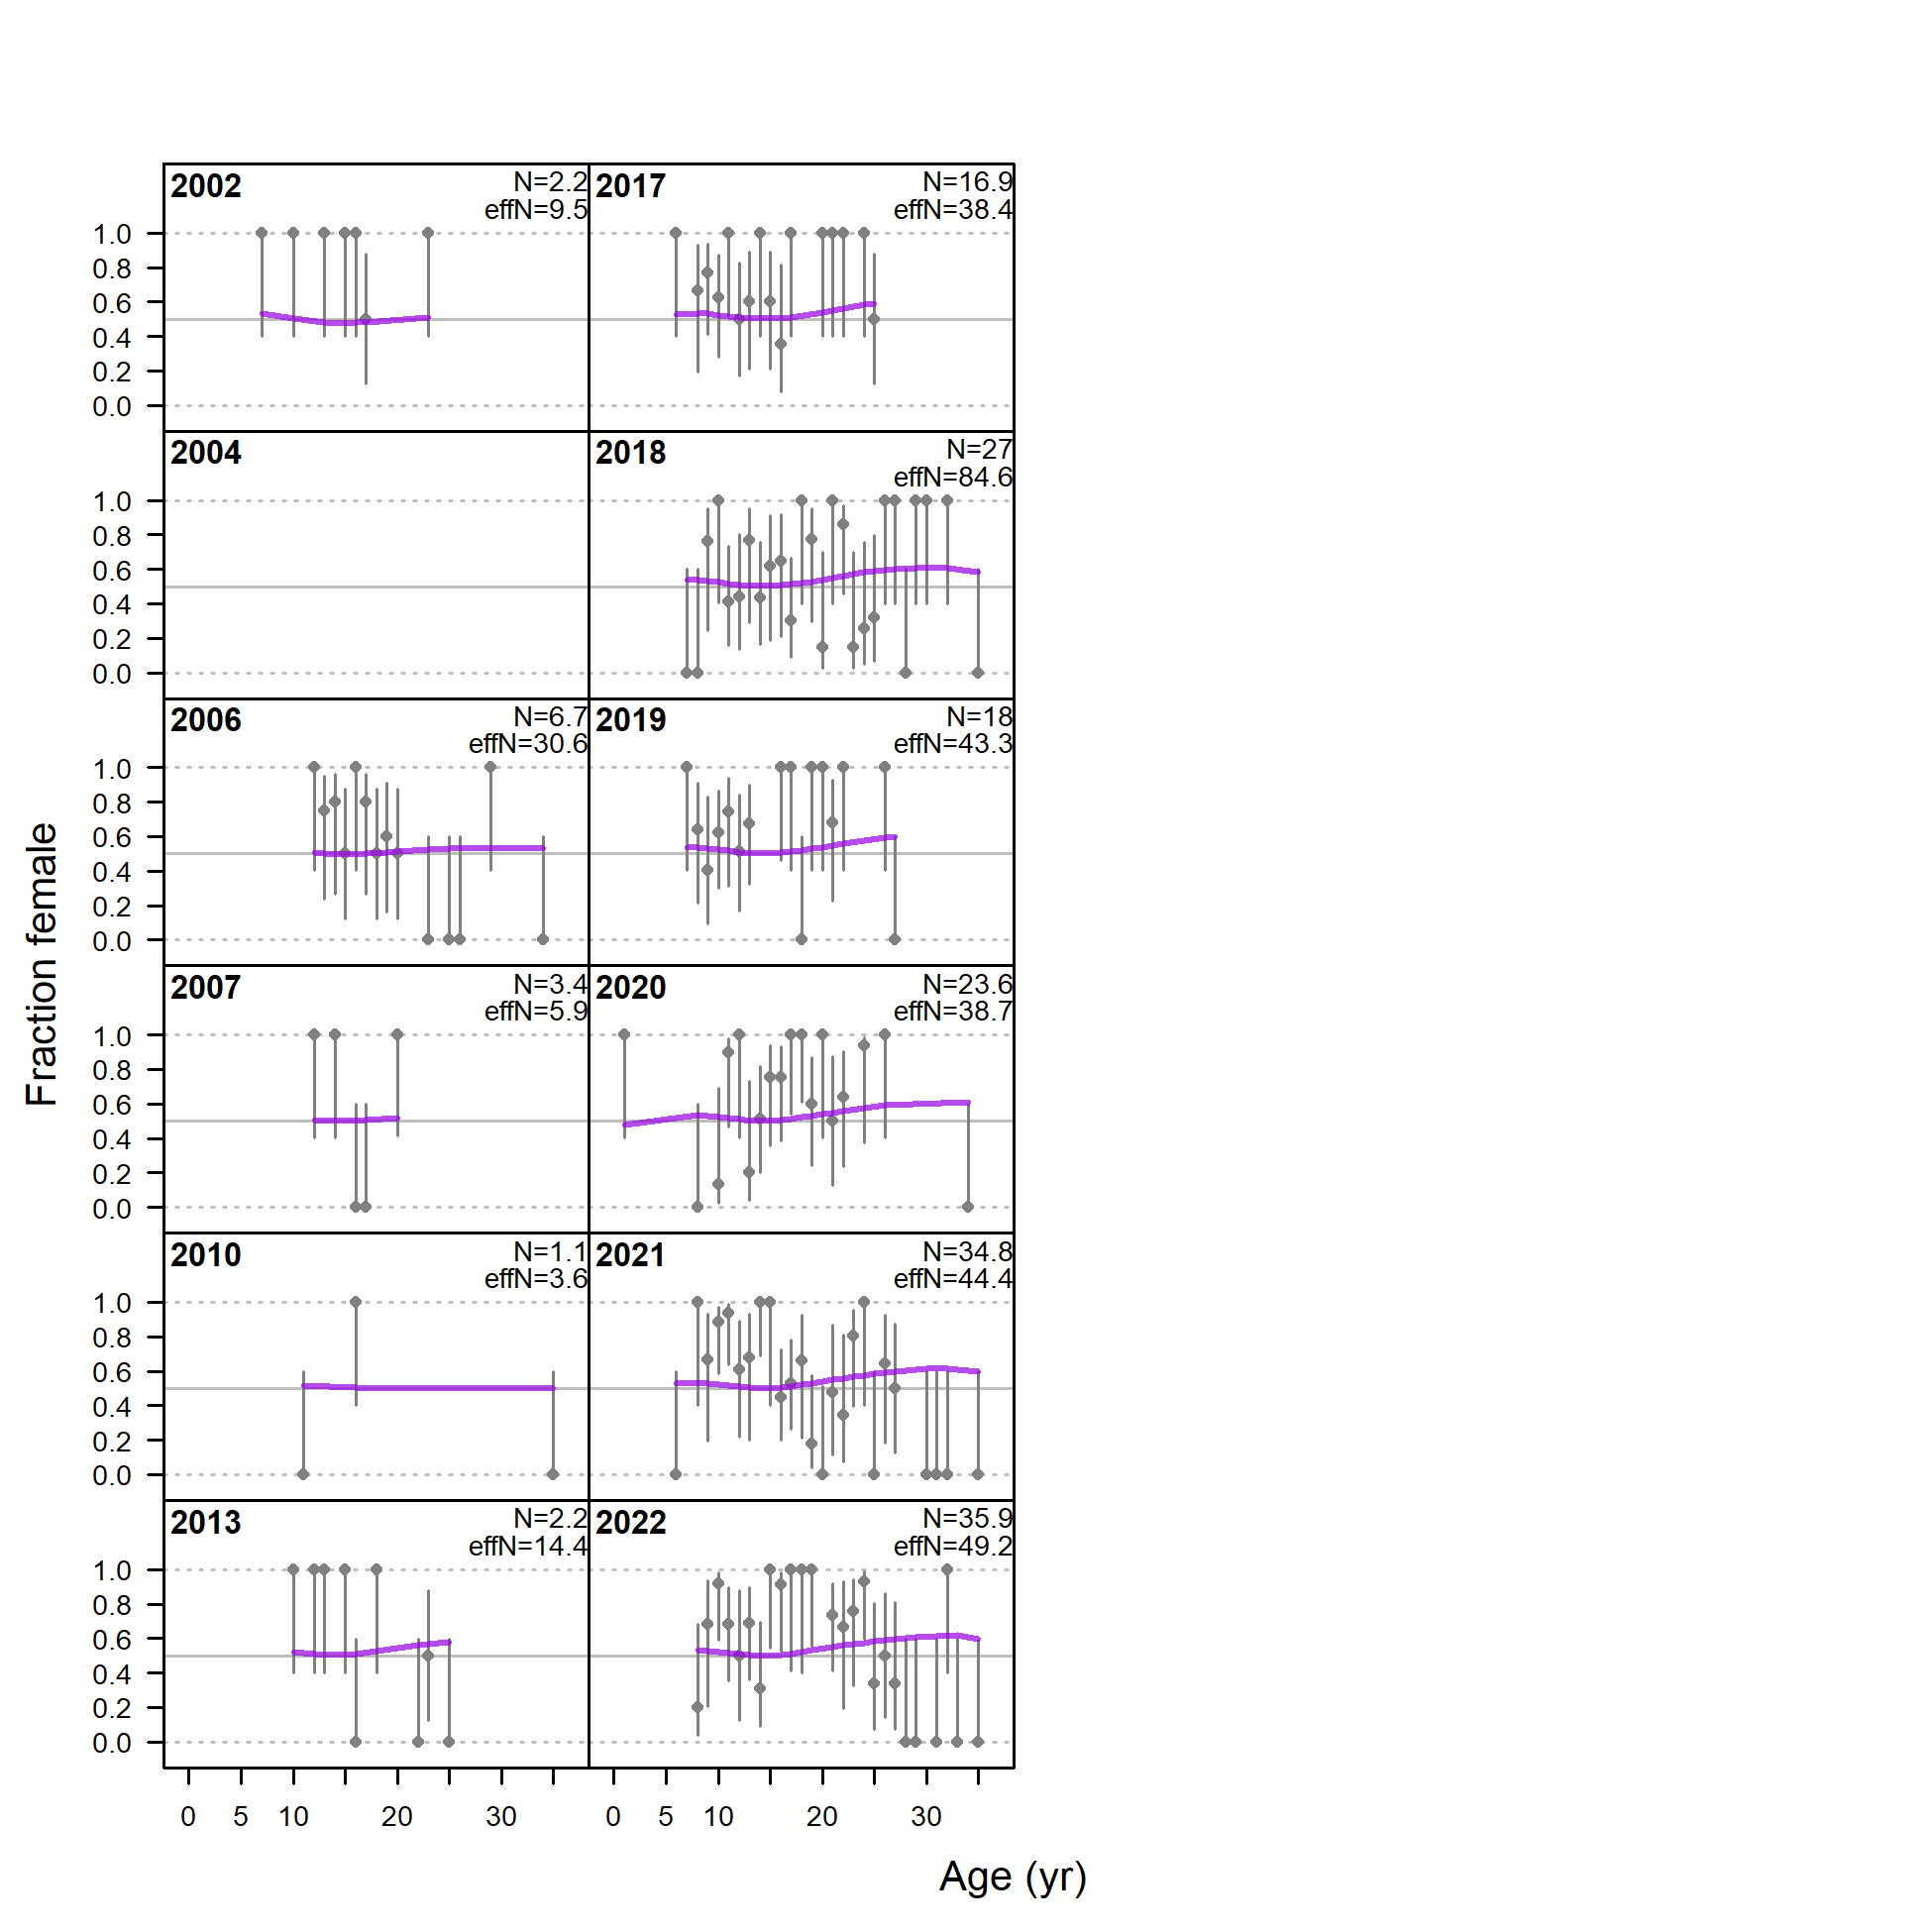 Fraction female
2002
N=2.2
effN=9.5
1.0
0.8
0.6
0.4
0.2
0.0
2017
N=16.9
effN=38.4
2004
1.0
0.8
0.6
0.4
0.2
0.0
2018
N=27
effN=84.6
2006
N=6.7
effN=30.6
1.0
0.8
0.6
0.4
0.2
0.0
2019
N=18
effN=43.3
2007
N=3.4
effN=5.9
1.0
0.8
0.6
0.4
0.2
0.0
2020
N=23.6
effN=38.7
2010
N=1.1
effN=3.6
1.0
0.8
0.6
0.4
0.2
0.0
2021
N=34.8
effN=44.4
2013
N=2.2
effN=14.4
1.0
0.8
0.6
0.4
0.2
0.0
2022
N=35.9
effN=49.2
0 5 10 20 30
0 5 10 20 30
Age (yr)